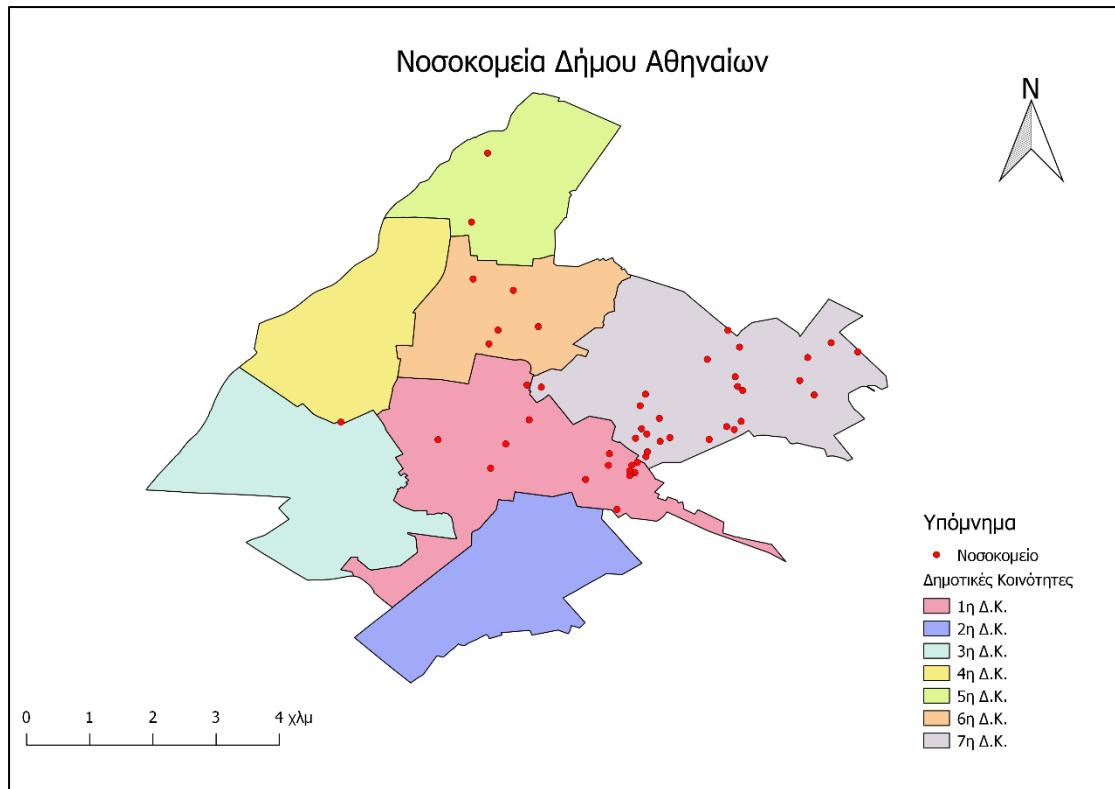 Νοσοκομεία Δήμου Αθηναίων
N
Υπόμνημα
Νοσοκομείο
Δημοτικές Κοινότητες
1η Δ.Κ.
2η Δ.Κ.
3η Δ.Κ.
4η Δ.Κ.
5η Δ.Κ.
6η Δ.Κ.
7η Δ.Κ.
0 1 2 3 4 χλμ